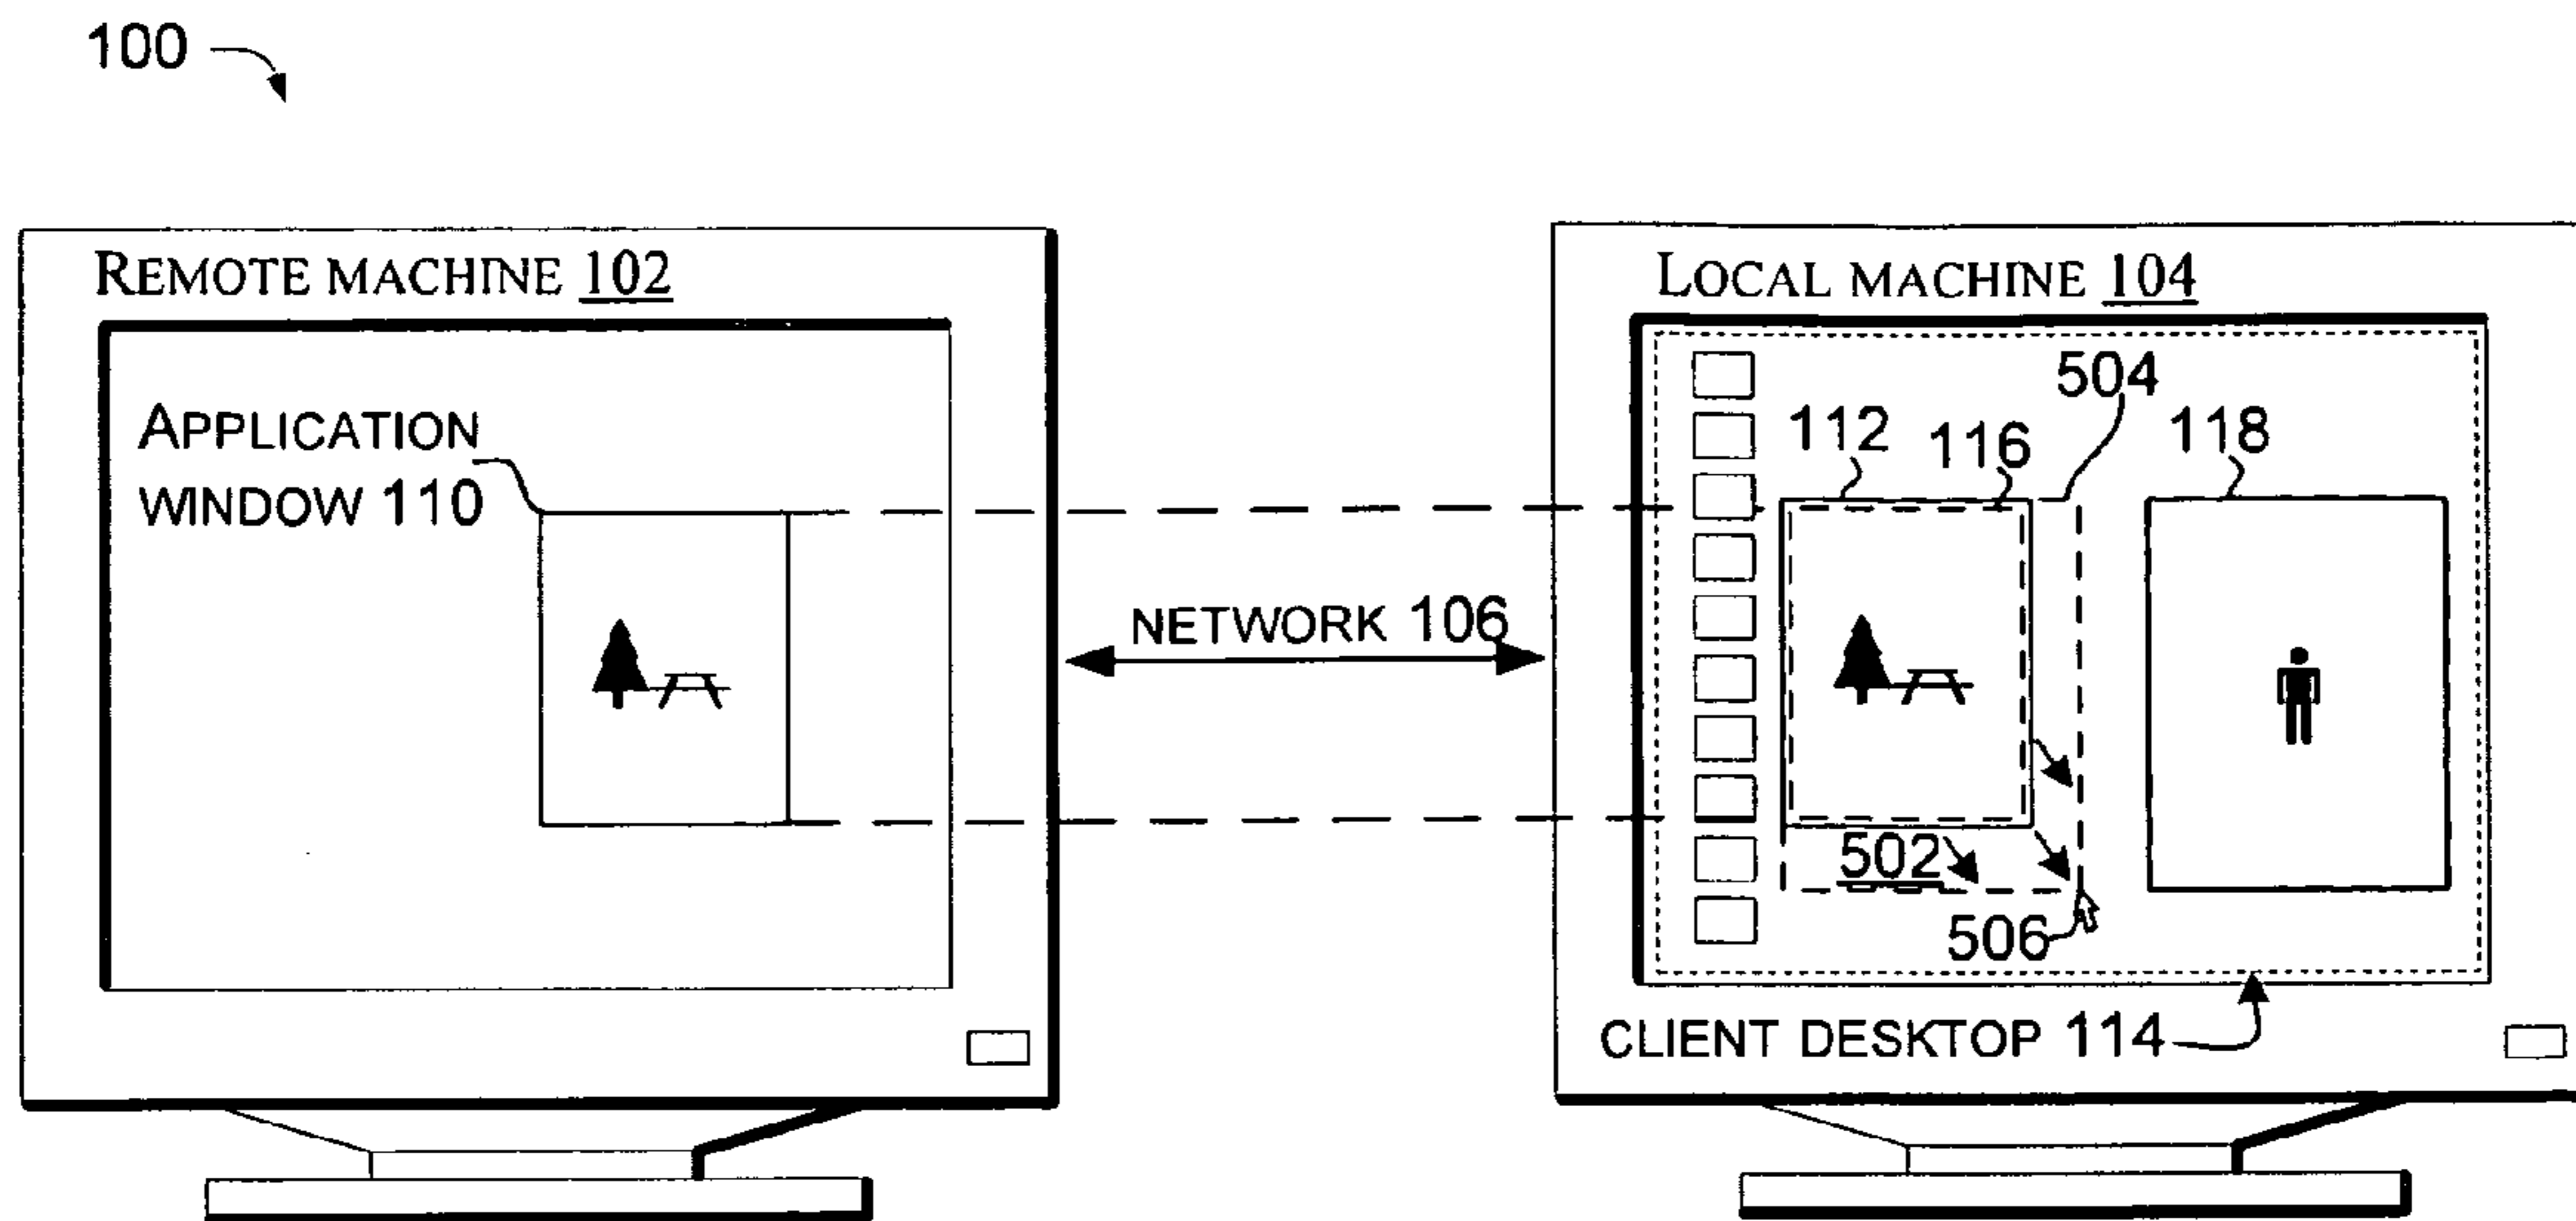 100
REMOTE MACHINE 102
LOCAL MACHINE 104
APPLICATION
WINDOW 110
504
112
116
118
NETWORK 106
502
506
CLIENT DESKTOP 114